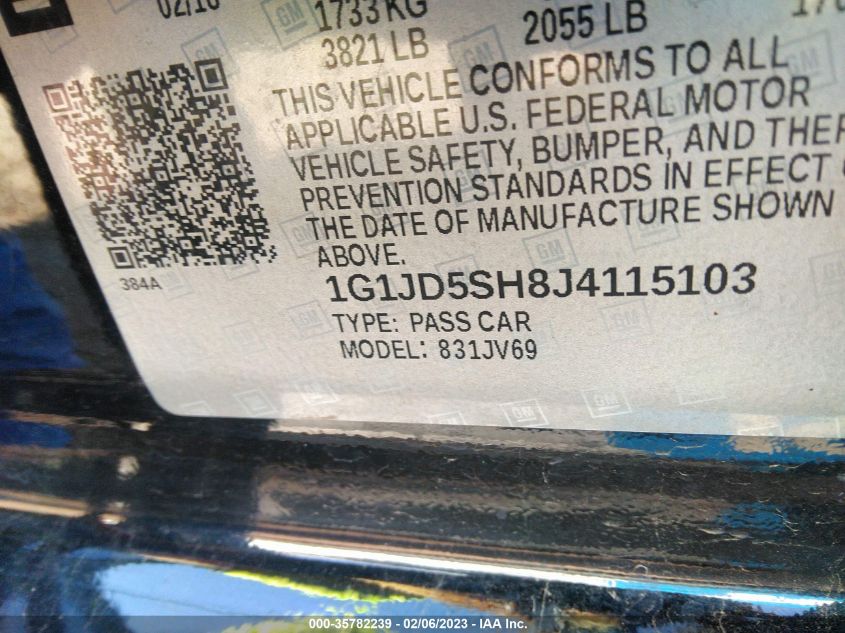 1733 KG
3821 LB
2055 LB
THIS VEHICLE CONFORMS TO ALL
APPLICABLE U.S. FEDERAL MOTOR
VEHICLE SAFETY, BUMPER, AND THEF
PREVENTION STANDARDS IN EFFECT
THE DATE OF MANUFACTURE SHOWN
ABOVE.
384A
1G1JD5SH8J4115103
TYPE: PASS CAR
MODEL: 831JV69
000-35782239 - 02/06/2023 - IAA Inc.